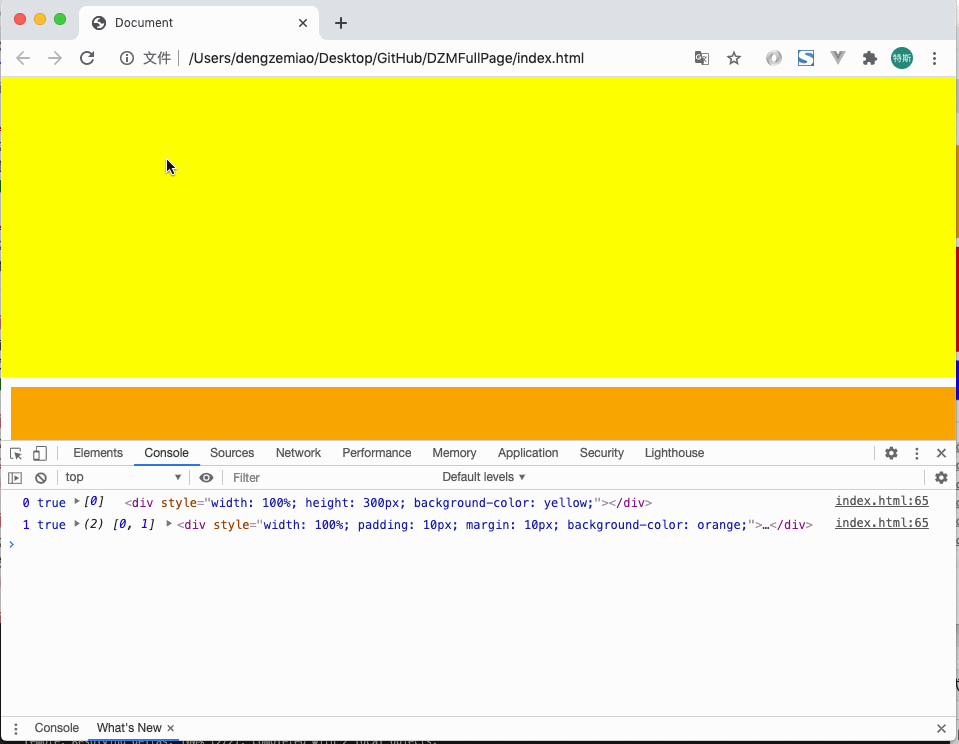 Document
文件 /Users/dengzemiao/Desktop/GitHub/DZMFullPage/index.html
特斯
Elements Console Sources Network Performance Memory Application Security Lighthouse
top Filter Default levels
0 true [0] <div style="width: 100%; height: 300px; background-color: yellow;"></div> index.html:65
1 true (2) [0, 1] <div style="width: 100%; padding: 10px; margin: 10px; background-color: orange;">…</div> index.html:65
Console What's New